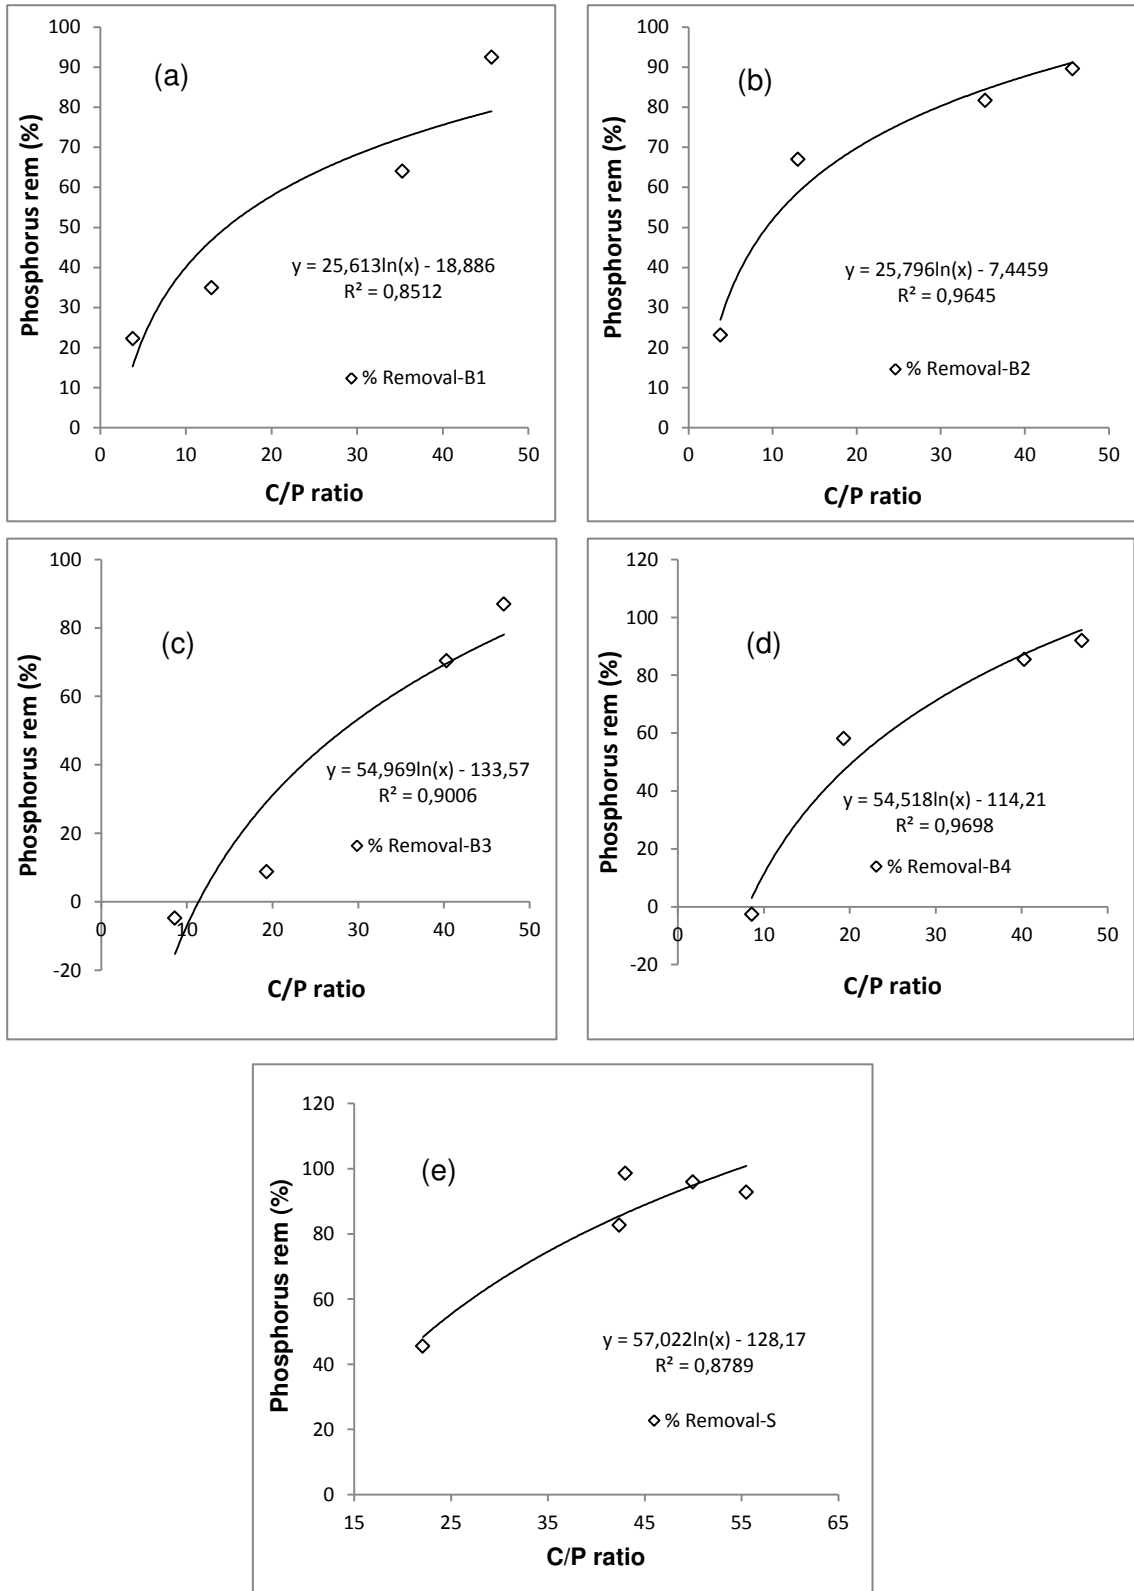 100
90
80
70
60
50
40
30
20
10
0
Phosphorus rem (%)
(a)
y = 25,613ln(x) - 18,886
R² = 0,8512
% Removal-B1
0 10 20 30 40 50
C/P ratio
100
90
80
70
60
50
40
30
20
10
0
Phosphorus rem (%)
(b)
y = 25,796ln(x) - 7,4459
R² = 0,9645
% Removal-B2
0 10 20 30 40 50
C/P ratio
100
80
60
40
20
0
-20
Phosphorus rem (%)
(c)
y = 54,969ln(x) - 133,57
R² = 0,9006
% Removal-B3
0 10 20 30 40 50
C/P ratio
120
100
80
60
40
20
0
-20
Phosphorus rem (%)
(d)
y = 54,518ln(x) - 114,21
R² = 0,9698
% Removal-B4
0 10 20 30 40 50
C/P ratio
120
100
80
60
40
20
0
Phosphorus rem (%)
(e)
y = 57,022ln(x) - 128,17
R² = 0,8789
% Removal-S
15 25 35 45 55 65
C/P ratio